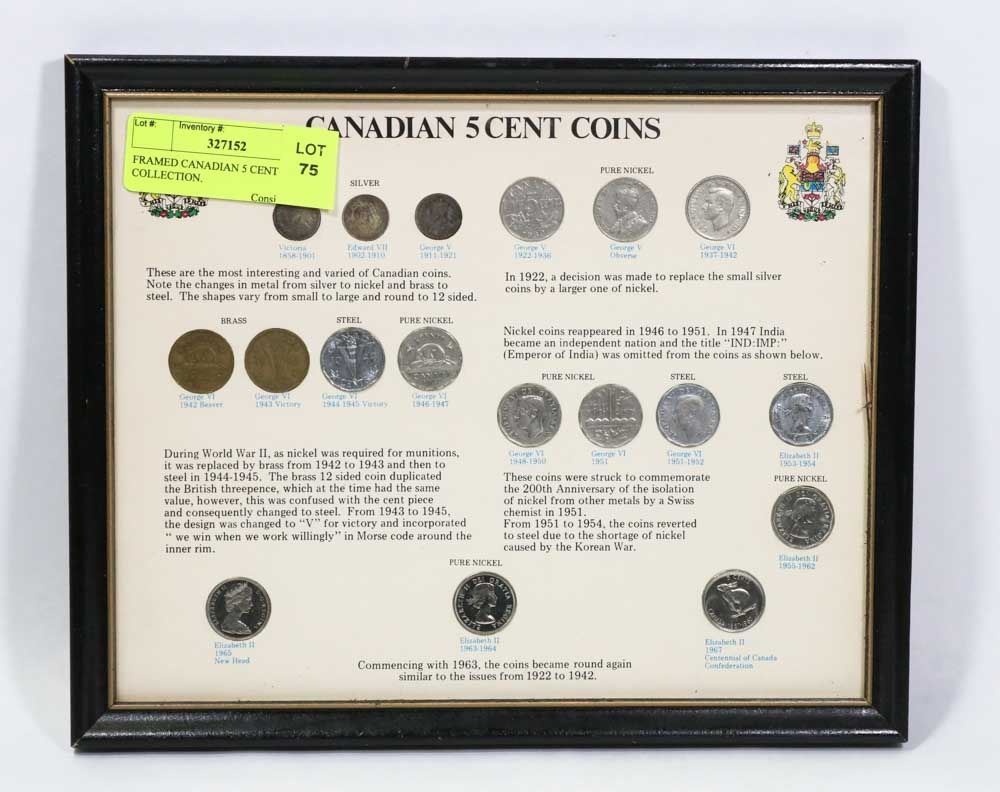 CANADIAN 5 CENT COINS
Lot #:
Inventory #:
327152
LOT
75
FRAMED CANADIAN 5 CENT
COLLECTION.
SILVER
Victoria
1858-1901
Edward VII
1902-1910
George V
1911-1921
PURE NICKEL
George V
1922-1936
George V
Obverse
George VI
1937-1942
These are the most interesting and varied of Canadian coins.
Note the changes in metal from silver to nickel and brass to
steel. The shapes vary from small to large and round to 12 sided.
In 1922, a decision was made to replace the small silver
coins by a larger one of nickel.
BRASS
STEEL
PURE NICKEL
George VI
1942 Beaver
George VI
1943 Victory
George VI
1944-1945 Victory
George VI
1946-1947
Nickel coins reappeared in 1946 to 1951. In 1947 India
became an independent nation and the title "IND:IMP:"
(Emperor of India) was omitted from the coins as shown below.
PURE NICKEL
STEEL
STEEL
George VI
1948-1950
George VI
1951
George VI
1951-1952
Elizabeth II
1953-1954
During World War II, as nickel was required for munitions,
it was replaced by brass from 1942 to 1943 and then to
steel in 1944-1945. The brass 12 sided coin duplicated
the British threepence, which at the time had the same
value, however, this was confused with the cent piece
and consequently changed to steel. From 1943 to 1945,
the design was changed to "V" for victory and incorporated
" we win when we work willingly" in Morse code around the
inner rim.
These coins were struck to commemorate
the 200th Anniversary of the isolation
of nickel from other metals by a Swiss
chemist in 1951.
From 1951 to 1954, the coins reverted
to steel due to the shortage of nickel
caused by the Korean War.
PURE NICKEL
Elizabeth II
1955-1962
PURE NICKEL
Elizabeth II
1965
New Head
Elizabeth II
1963-1964
Elizabeth II
1967
Centennial of Canada
Confederation
Commencing with 1963, the coins became round again
similar to the issues from 1922 to 1942.